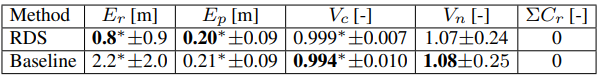 Method E_r [m] E_p [m] V_c [-] V_n [-] ΣC_r [-]
RDS 0.8*±0.9 0.20*±0.09 0.999*±0.007 1.07±0.24 0
Baseline 2.2*±2.0 0.21*±0.09 0.994*±0.010 1.08±0.25 0